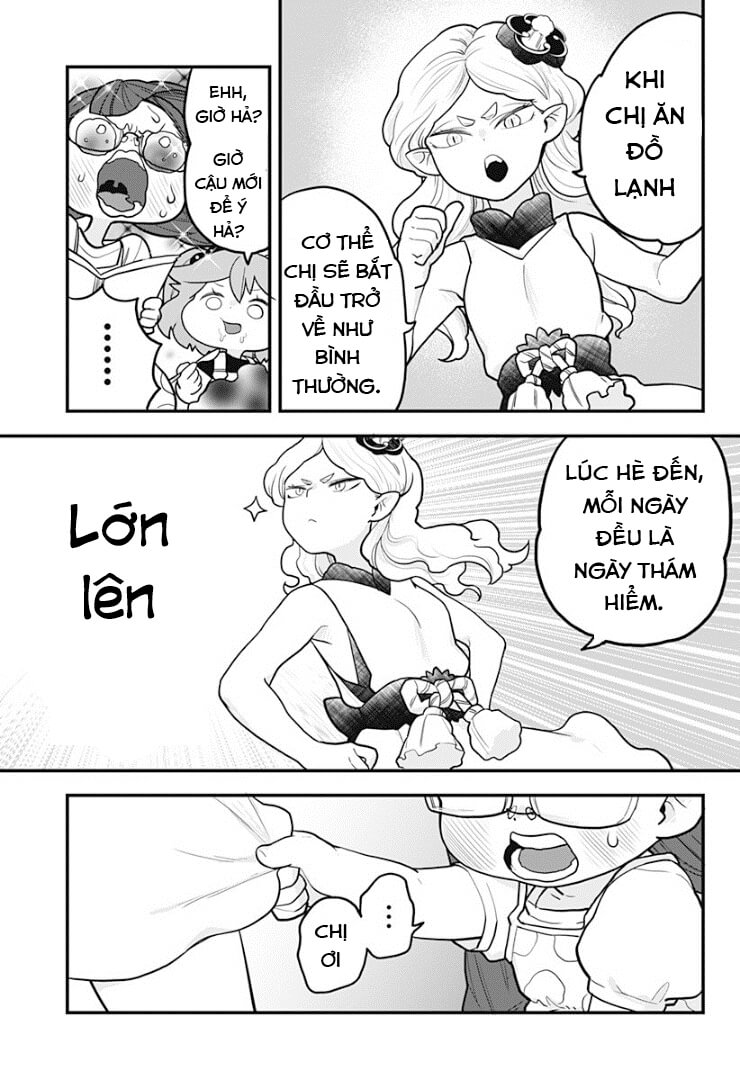 KHI
CHỊ ĂN
ĐỒ
LẠNH
CƠ THỂ
CHỊ SẼ BẮT
ĐẦU TRỞ
VỀ NHƯ
BÌNH
THƯỜNG.
EHH,
GIỜ HẢ?
GIỜ
CẬU MỚI
ĐỂ Ý
HẢ?
......
LÚC HÈ ĐẾN,
MỖI NGÀY
ĐỀU LÀ
NGÀY THÁM
HIỂM.
Lớn
lên
...
CHỊ
ƠI